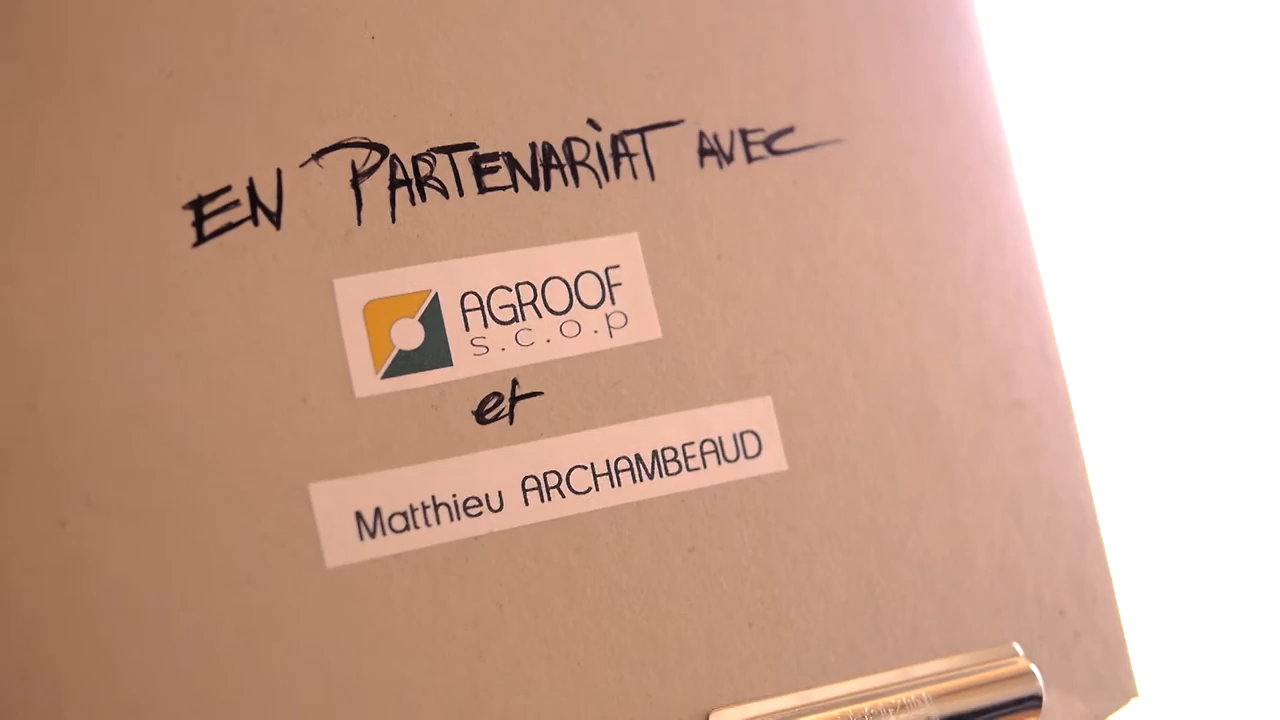 EN PARTENARIAT AVEC
AGROOF
s.c.o.p
et
Matthieu ARCHAMBEAUD